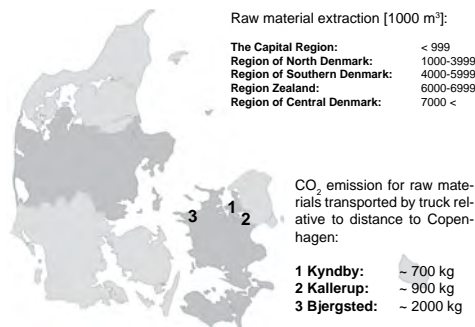 Raw material extraction [1000 m³]:
The Capital Region: < 999
Region of North Denmark: 1000-3999
Region of Southern Denmark: 4000-5999
Region Zealand: 6000-6999
Region of Central Denmark: 7000 <
1
3
2
CO₂ emission for raw mate-
rials transported by truck rel-
ative to distance to Copen-
hagen:
1 Kyndby: ~ 700 kg
2 Kallerup: ~ 900 kg
3 Bjergsted: ~ 2000 kg